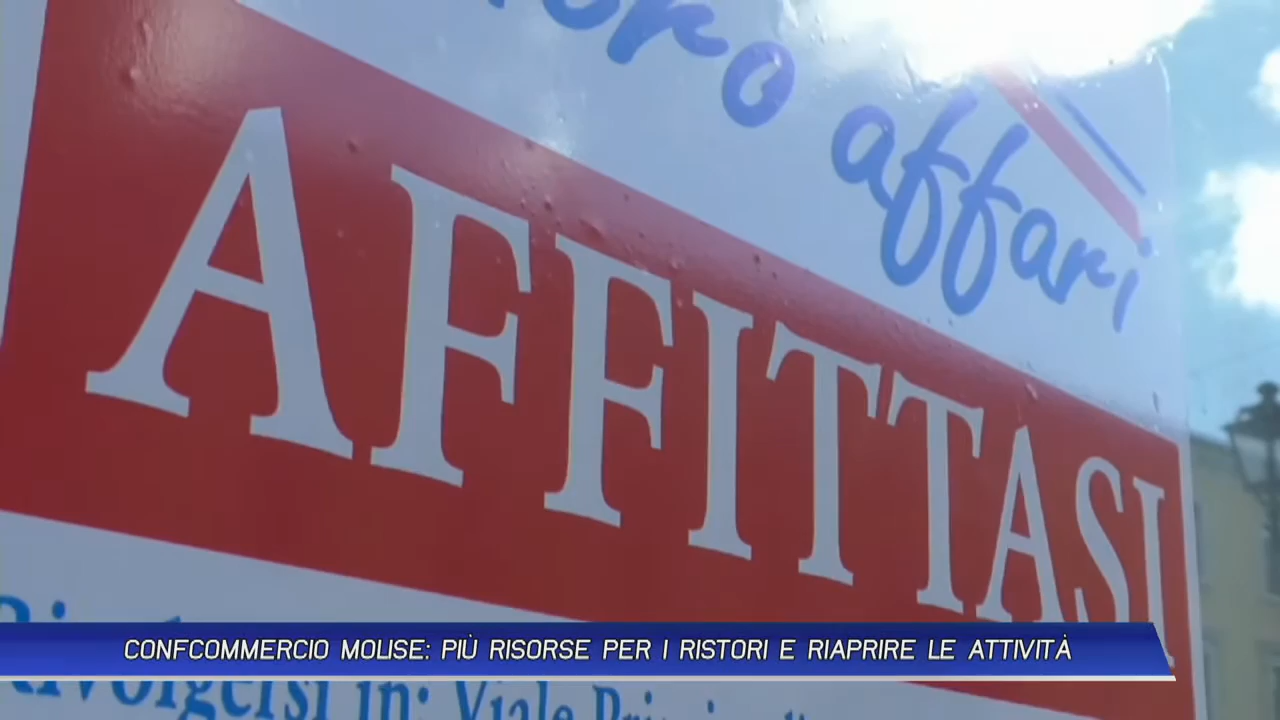 affari
AFFITTASI
CONFCOMMERCIO MOLISE: PIÙ RISORSE PER I RISTORI E RIAPRIRE LE ATTIVITÀ
Rivolgersi in: Viale